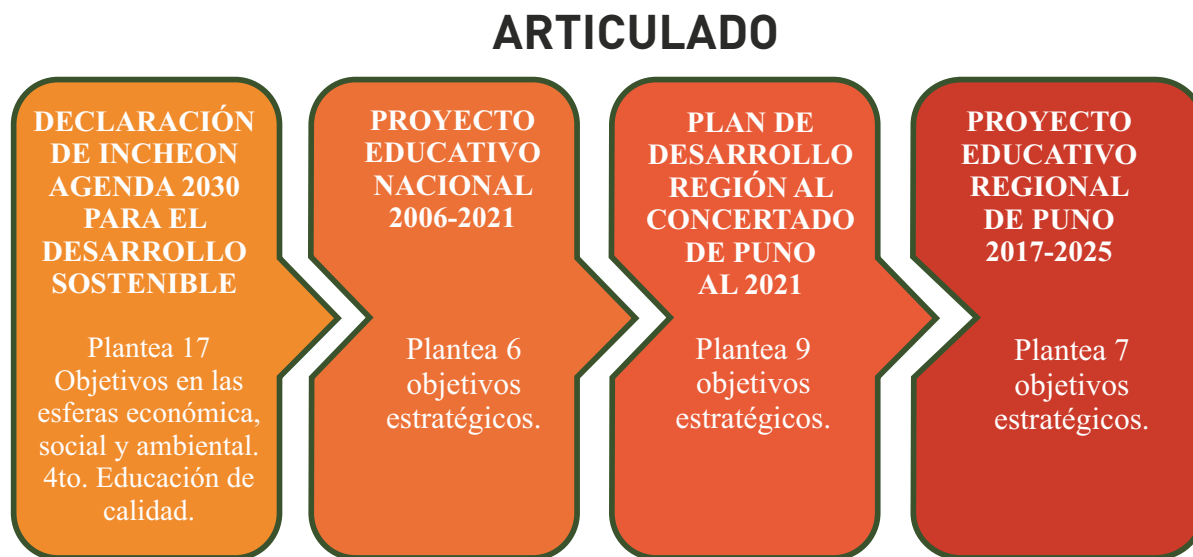 ARTICULADO
DECLARACIÓN
DE INCHEON
AGENDA 2030
PARA EL
DESARROLLO
SOSTENIBLE
Plantea 17
Objetivos en las
esferas económica,
social y ambiental.
4to. Educación de
calidad.
PROYECTO
EDUCATIVO
NACIONAL
2006-2021
Plantea 6
objetivos
estratégicos.
PLAN DE
DESARROLLO
REGIÓN AL
CONCERTADO
DE PUNO
AL 2021
Plantea 9
objetivos
estratégicos.
PROYECTO
EDUCATIVO
REGIONAL
DE PUNO
2017-2025
Plantea 7
objetivos
estratégicos.